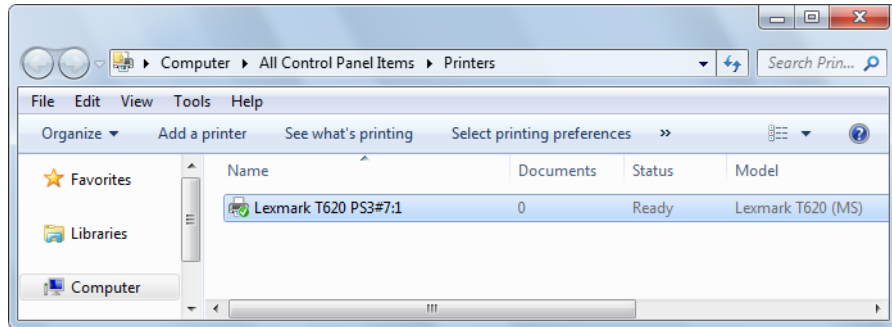 Computer ▸ All Control Panel Items ▸ Printers Search Prin...
File Edit View Tools Help
Organize Add a printer See what's printing Select printing preferences »
Favorites
Libraries
Computer
Name Documents Status Model
Lexmark T620 PS3#7:1 0 Ready Lexmark T620 (MS)